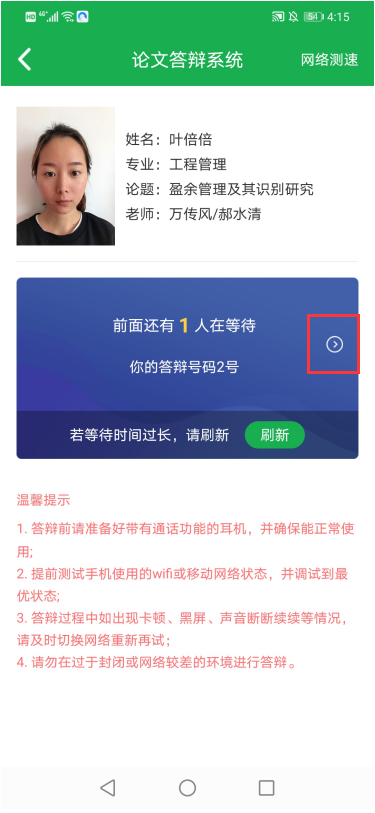 HD 4G 54 4:15
论文答辩系统 网络测速
姓名：叶倍倍
专业：工程管理
论题：盈余管理及其识别研究
老师：万传风/郝水清
前面还有 1 人在等待
你的答辩号码2号
若等待时间过长，请刷新 刷新
温馨提示
1. 答辩前请准备好带有通话功能的耳机，并确保能正常使
用;
2. 提前测试手机使用的wifi或移动网络状态，并调试到最
优状态;
3. 答辩过程中如出现卡顿、黑屏、声音断断续续等情况，
请及时切换网络重新再试；
4. 请勿在过于封闭或网络较差的环境进行答辩。